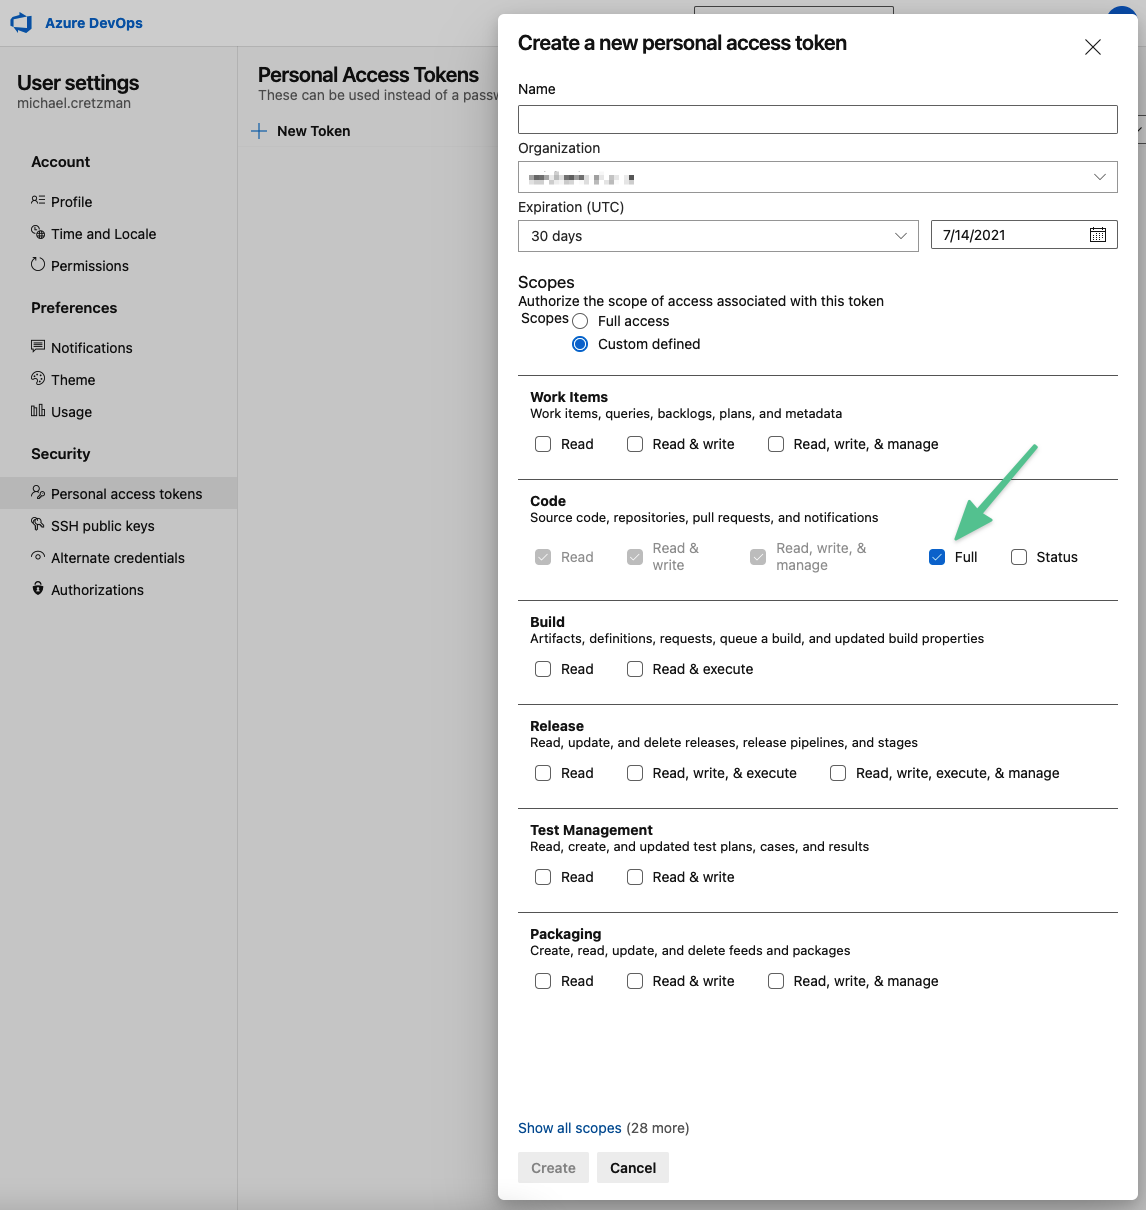 Azure DevOps
User settings
michael.cretzman
Account
Profile
Time and Locale
Permissions
Preferences
Notifications
Theme
Usage
Security
Personal access tokens
SSH public keys
Alternate credentials
Authorizations
Personal Access Tokens
These can be used instead of a passw
New Token
Create a new personal access token
Name
Organization
Expiration (UTC)
30 days 7/14/2021
Scopes
Authorize the scope of access associated with this token
Scopes Full access
Custom defined
Work Items
Work items, queries, backlogs, plans, and metadata
Read Read & write Read, write, & manage
Code
Source code, repositories, pull requests, and notifications
Read Read & write Read, write, & manage Full Status
Build
Artifacts, definitions, requests, queue a build, and updated build properties
Read Read & execute
Release
Read, update, and delete releases, release pipelines, and stages
Read Read, write, & execute Read, write, execute, & manage
Test Management
Read, create, and updated test plans, cases, and results
Read Read & write
Packaging
Create, read, update, and delete feeds and packages
Read Read & write Read, write, & manage
Show all scopes (28 more)
Create Cancel